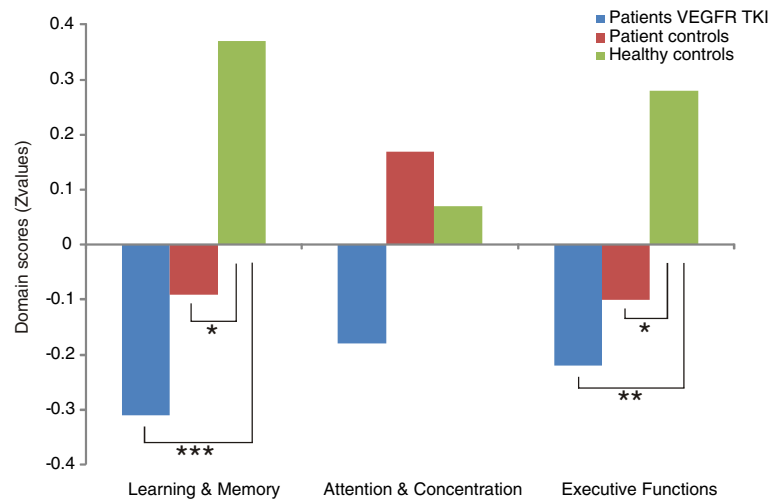 Patients VEGFR TKI
Patient controls
Healthy controls
Domain scores (Zvalues)
0.4
0.3
0.2
0.1
0
-0.1
-0.2
-0.3
-0.4
*
***
*
**
Learning & Memory
Attention & Concentration
Executive Functions